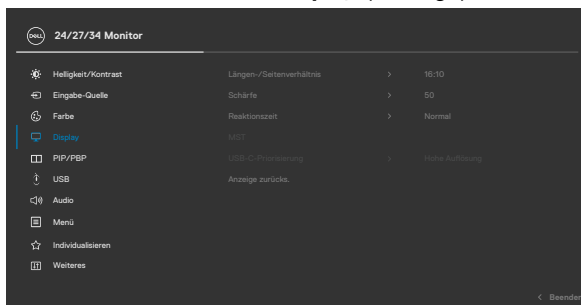 DELL 24/27/34 Monitor
Helligkeit/Kontrast Längen-/Seitenverhältnis > 16:10
Eingabe-Quelle Schärfe > 50
Farbe Reaktionszeit > Normal
Display MST
PIP/PBP USB-C-Priorisierung > Hohe Auflösung
USB Anzeige zurücks.
Audio
Menü
Individualisieren
Weiteres
< Beenden